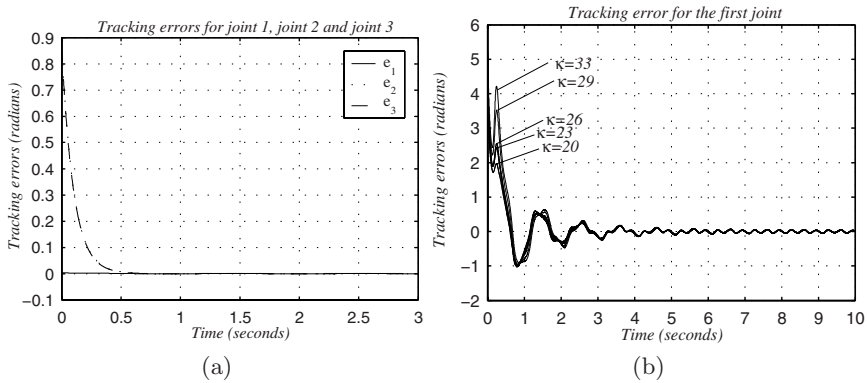 Tracking errors for joint 1, joint 2 and joint 3
Tracking errors (radians)
0.9
0.8
0.7
0.6
0.5
0.4
0.3
0.2
0.1
0
−0.1
e1
e2
e3
0 0.5 1 1.5 2 2.5 3
Time (seconds)
(a)
Tracking error for the first joint
Tracking errors (radians)
6
5
4
3
2
1
0
−1
−2
κ=33
κ=29
κ=26
κ=23
κ=20
0 1 2 3 4 5 6 7 8 9 10
Time (seconds)
(b)